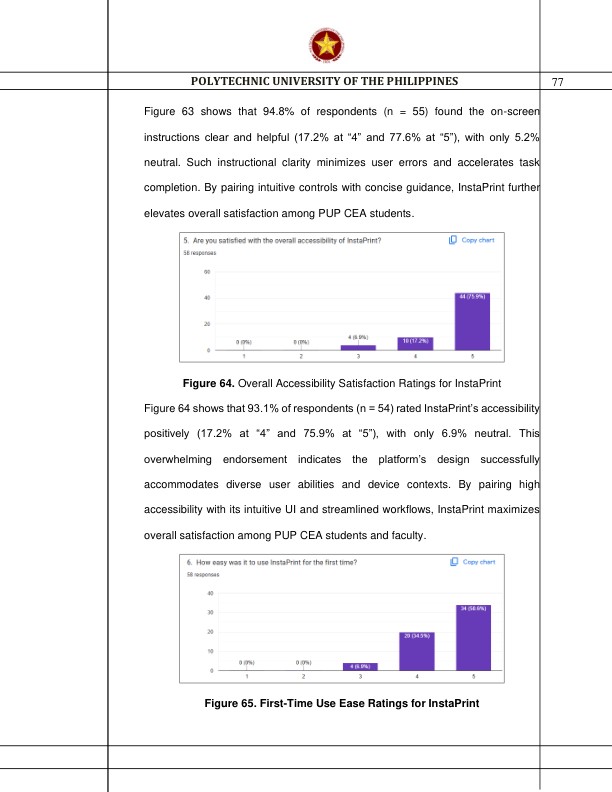 POLYTECHNIC UNIVERSITY OF THE PHILIPPINES
77
Figure 63 shows that 94.8% of respondents (n = 55) found the on-screen
instructions clear and helpful (17.2% at “4” and 77.6% at “5”), with only 5.2%
neutral. Such instructional clarity minimizes user errors and accelerates task
completion. By pairing intuitive controls with concise guidance, InstaPrint further
elevates overall satisfaction among PUP CEA students.
5. Are you satisfied with the overall accessibility of InstaPrint?
Copy chart
58 responses
60
40
20
0
0 (0%)
0 (0%)
4 (6.9%)
10 (17.2%)
44 (75.9%)
1
2
3
4
5
Figure 64. Overall Accessibility Satisfaction Ratings for InstaPrint
Figure 64 shows that 93.1% of respondents (n = 54) rated InstaPrint’s accessibility
positively (17.2% at “4” and 75.9% at “5”), with only 6.9% neutral. This
overwhelming endorsement indicates the platform’s design successfully
accommodates diverse user abilities and device contexts. By pairing high
accessibility with its intuitive UI and streamlined workflows, InstaPrint maximizes
overall satisfaction among PUP CEA students and faculty.
6. How easy was it to use InstaPrint for the first time?
Copy chart
58 responses
40
30
20
10
0
0 (0%)
0 (0%)
4 (6.9%)
20 (34.5%)
34 (58.6%)
1
2
3
4
5
Figure 65. First-Time Use Ease Ratings for InstaPrint